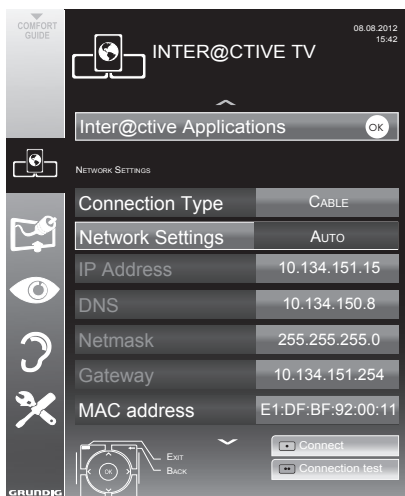 COMFORT
GUIDE
08.08.2012
15:42
INTER@CTIVE TV
Inter@ctive Applications OK
NETWORK SETTINGS
Connection Type CABLE
Network Settings AUTO
IP Address 10.134.151.15
DNS 10.134.150.8
Netmask 255.255.255.0
Gateway 10.134.151.254
MAC address E1:DF:BF:92:00:11
OK
EXIT
BACK
Connect
Connection test
GRUNDIG